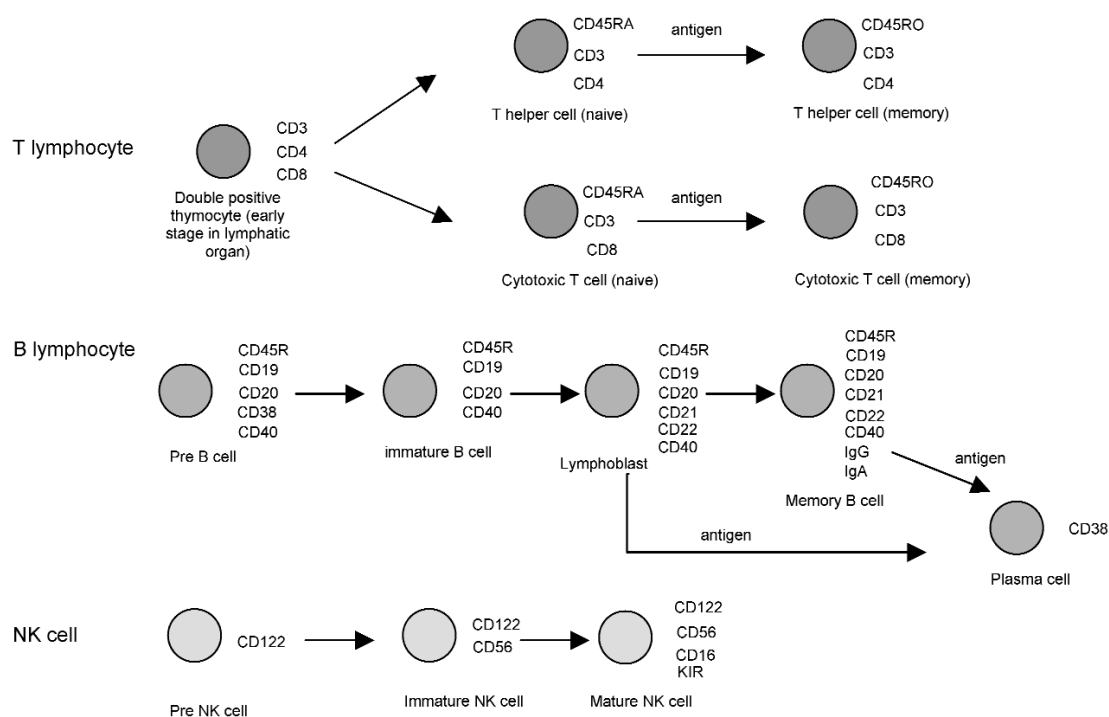 T lymphocyte
CD3
CD4
CD8
Double positive
thymocyte (early
stage in lymphatic
organ)
CD45RA
CD3
CD4
T helper cell (naive)
antigen
CD45RO
CD3
CD4
T helper cell (memory)
CD45RA
CD3
CD8
Cytotoxic T cell (naive)
antigen
CD45RO
CD3
CD8
Cytotoxic T cell (memory)
B lymphocyte
CD45R
CD19
CD20
CD38
CD40
Pre B cell
CD45R
CD19
CD20
CD40
immature B cell
CD45R
CD19
CD20
CD21
CD22
CD40
Lymphoblast
CD45R
CD19
CD20
CD21
CD22
CD40
IgG
IgA
Memory B cell
antigen
antigen
CD38
Plasma cell
NK cell
CD122
Pre NK cell
CD122
CD56
Immature NK cell
CD122
CD56
CD16
KIR
Mature NK cell